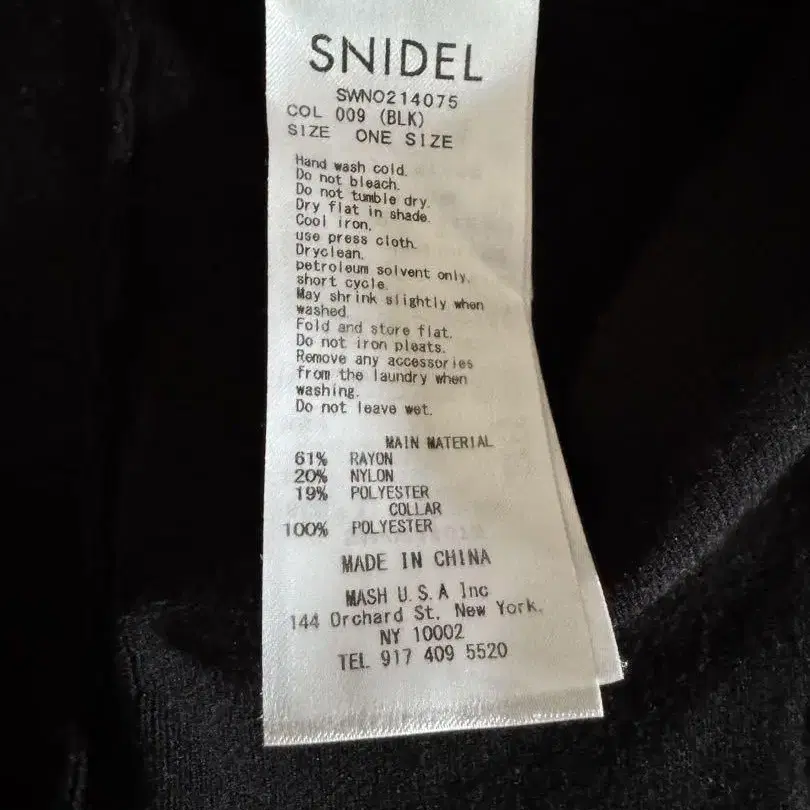 SNIDEL
SWNO214075
COL 009 (BLK)
SIZE ONE SIZE
Hand wash cold.
Do not bleach.
Do not tumble dry.
Dry flat in shade.
Cool iron,
use press cloth.
Dryclean,
petroleum solvent only,
short cycle.
May shrink slightly when
washed.
Fold and store flat.
Do not iron pleats.
Remove any accessories
from the laundry when
washing.
Do not leave wet.
MAIN MATERIAL
61% RAYON
20% NYLON
19% POLYESTER
COLLAR
100% POLYESTER
MADE IN CHINA
MASH U.S.A Inc
144 Orchard St, New York,
NY 10002
TEL 917 409 5520